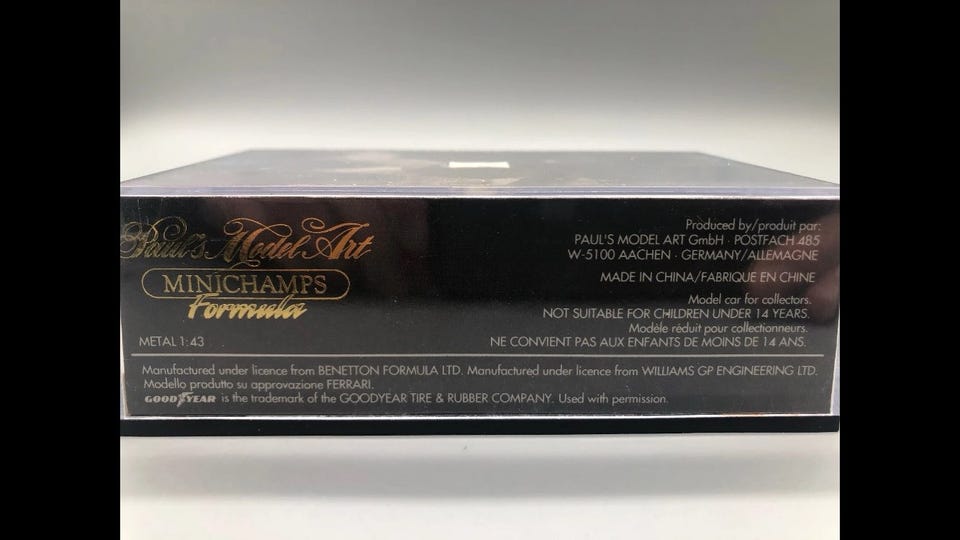 Paul's Model Art
MINICHAMPS
Formula
METAL 1:43
Produced by/produit par:
PAUL'S MODEL ART GmbH · POSTFACH 485
W-5100 AACHEN · GERMANY/ALLEMAGNE
MADE IN CHINA/FABRIQUE EN CHINE
Model car for collectors.
NOT SUITABLE FOR CHILDREN UNDER 14 YEARS.
Modèle réduit pour collectionneurs.
NE CONVIENT PAS AUX ENFANTS DE MOINS DE 14 ANS.
Manufactured under licence from BENETTON FORMULA LTD. Manufactured under licence from WILLIAMS GP ENGINEERING LTD.
Modello produtto su approvazione FERRARI.
GOODYEAR is the trademark of the GOODYEAR TIRE & RUBBER COMPANY. Used with permission.